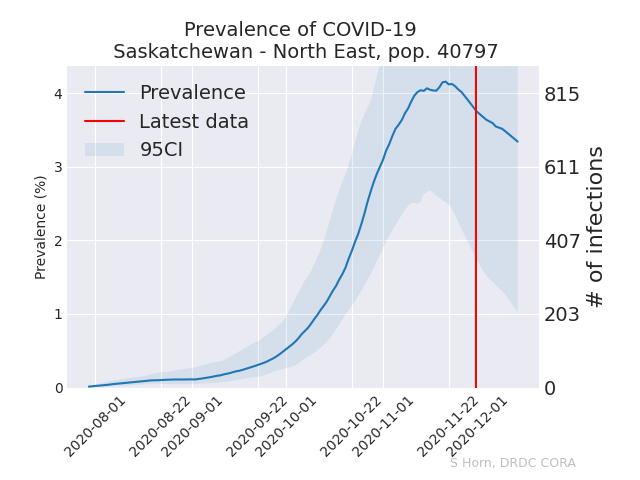 Prevalence of COVID-19
Saskatchewan - North East, pop. 40797
Prevalence
Latest data
95CI
Prevalence (%)
4
3
2
1
0
815
611
407
203
0
# of infections
2020-08-01
2020-08-22
2020-09-01
2020-09-22
2020-10-01
2020-10-22
2020-11-01
2020-11-22
2020-12-01
S Horn, DRDC CORA